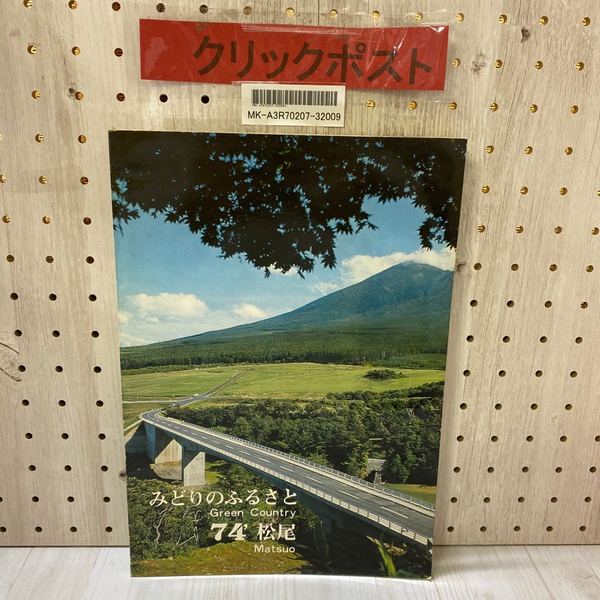 クリックポスト
MK-A3R70207-32009
みどりのふるさと
Green Country
74' 松尾
Matsuo